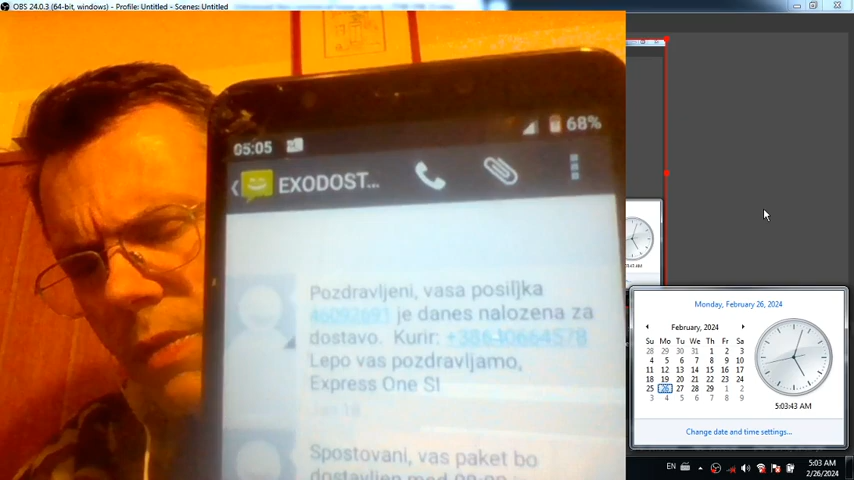 OBS 24.0.3 (64-bit, windows) - Profile: Untitled - Scenes: Untitled
05:05
68%
EXODOST...
Pozdravljeni, vasa posiljka
46092691 je danes nalozena za
dostavo. Kurir: +38640664578
Lepo vas pozdravljamo,
Express One SI
Jan 18
Spostovani, vas paket bo
Monday, February 26, 2024
February, 2024
Su Mo Tu We Th Fr Sa
28 29 30 31 1 2 3
4 5 6 7 8 9 10
11 12 13 14 15 16 17
18 19 20 21 22 23 24
25 26 27 28 29 1 2
3 4 5 6 7 8 9
5:03:43 AM
Change date and time settings...
EN
5:03 AM
2/26/2024